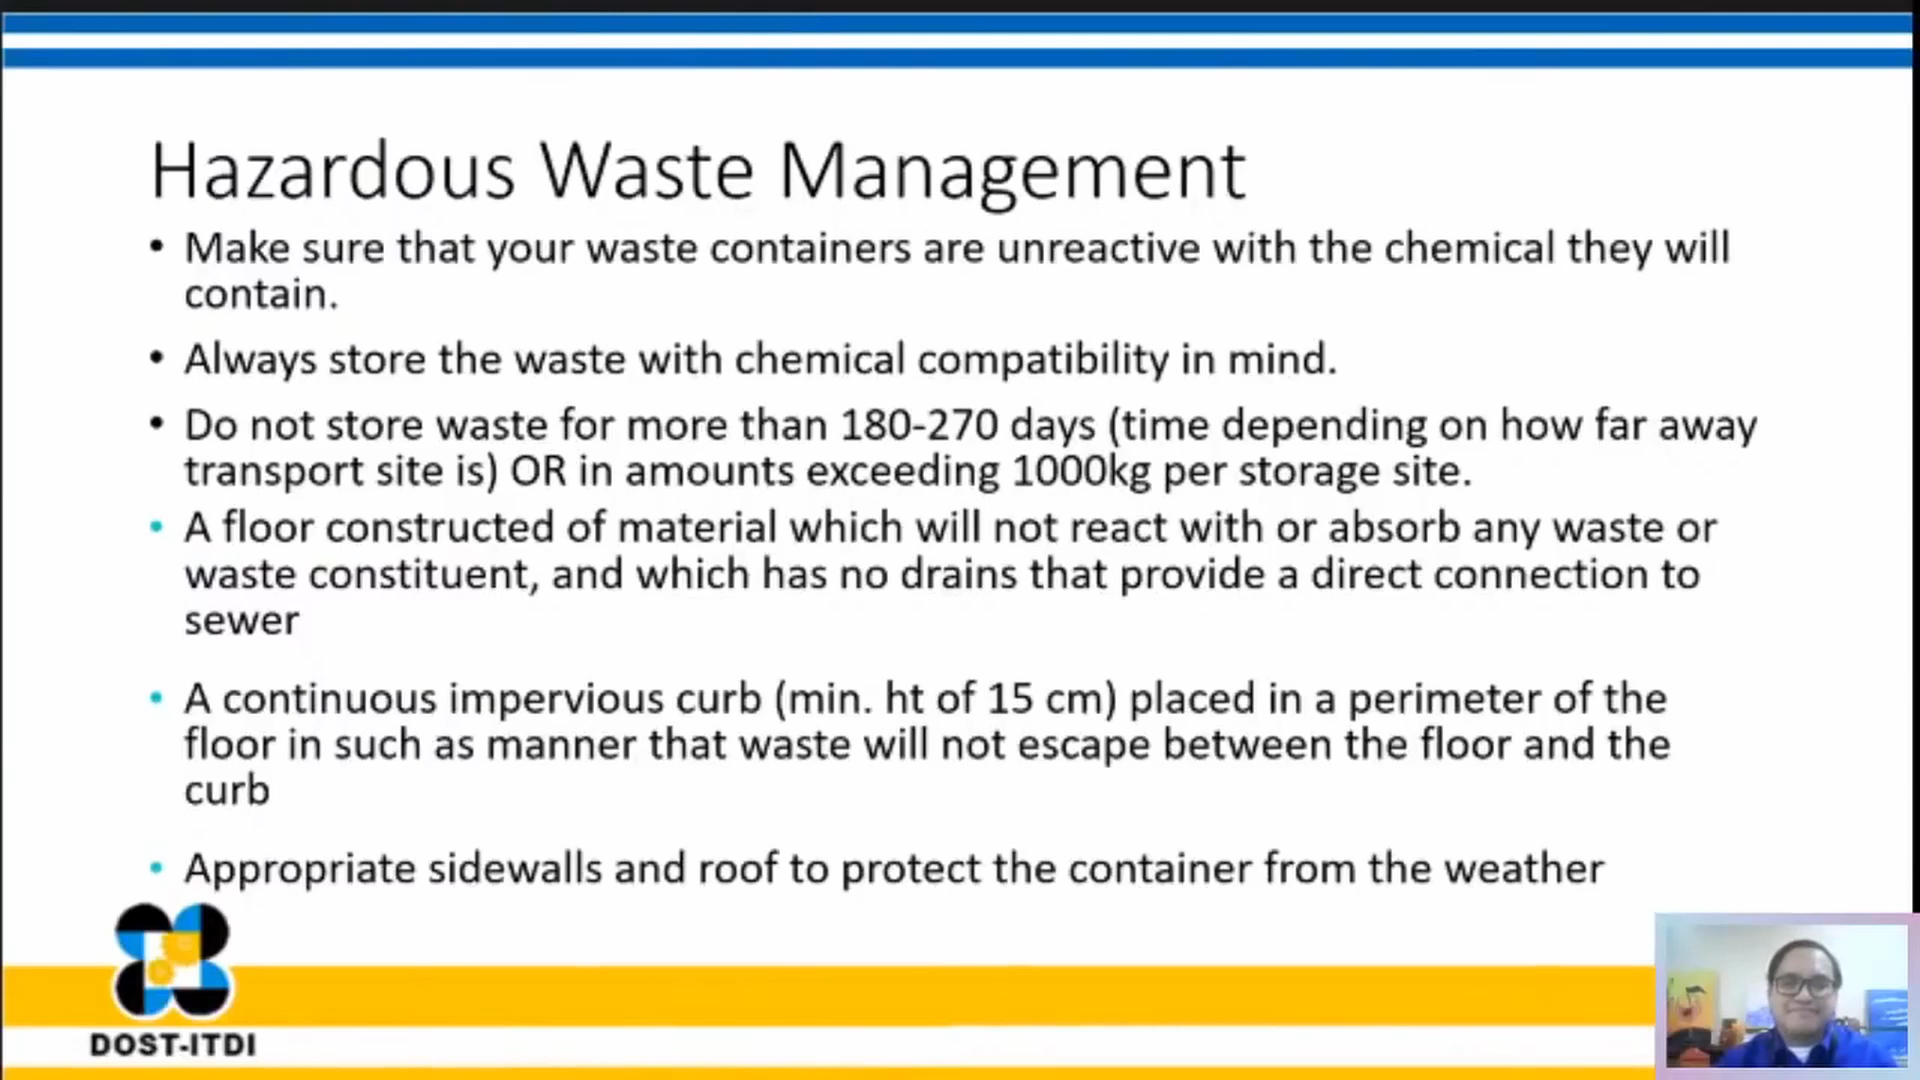 Hazardous Waste Management
• Make sure that your waste containers are unreactive with the chemical they will
contain.
• Always store the waste with chemical compatibility in mind.
• Do not store waste for more than 180-270 days (time depending on how far away
transport site is) OR in amounts exceeding 1000kg per storage site.
• A floor constructed of material which will not react with or absorb any waste or
waste constituent, and which has no drains that provide a direct connection to
sewer
• A continuous impervious curb (min. ht of 15 cm) placed in a perimeter of the
floor in such as manner that waste will not escape between the floor and the
curb
• Appropriate sidewalls and roof to protect the container from the weather
DOST-ITDI